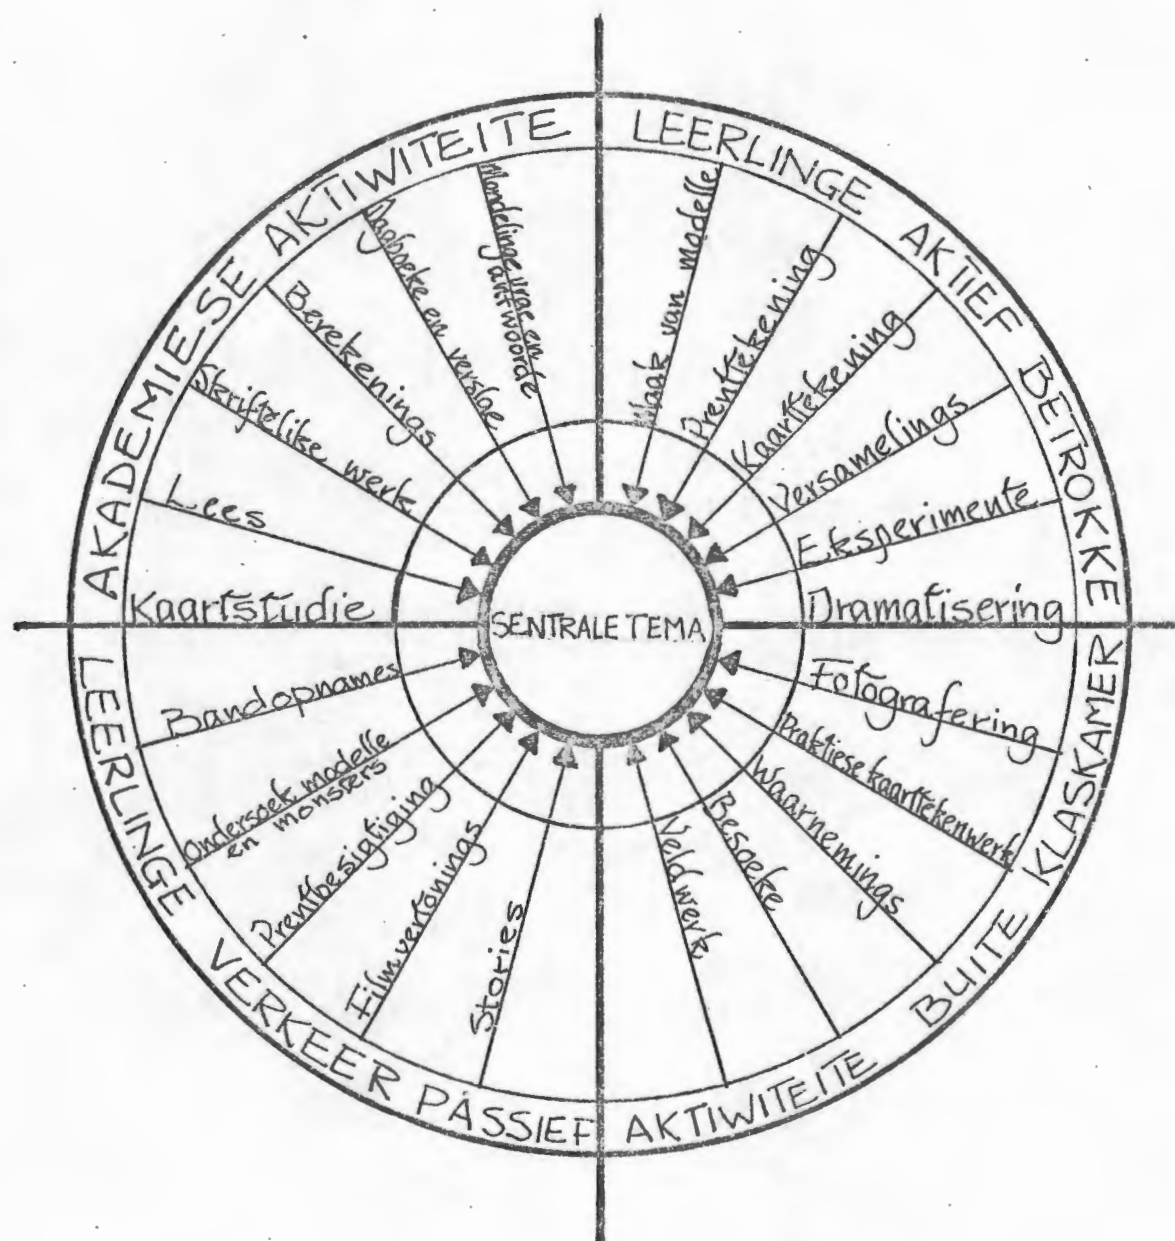 AKADEMIESE AKTIWITEITE
Mondelinge vrae en
antwoorde
Dagboeke en verslae
Berekenings
Skriftelike werk
Lees
Kaartstudie
LEERLINGE AKTIEF BETROKKE
Maak van modelle
Prenttekening
Kaarttekening
Versamelings
Eksperimente
Dramatisering
SENTRALE TEMA
LEERLINGE VERKEER PASSIEF
Bandopnames
Ondersoek modelle
en monsters
Prentbesigtiging
Filmvertonings
Stories
AKTIWITEITE BUITE KLASKAMER
Fotografering
Praktiese kaarttekenwerk
Waarnemings
Besoeke
Veldwerk